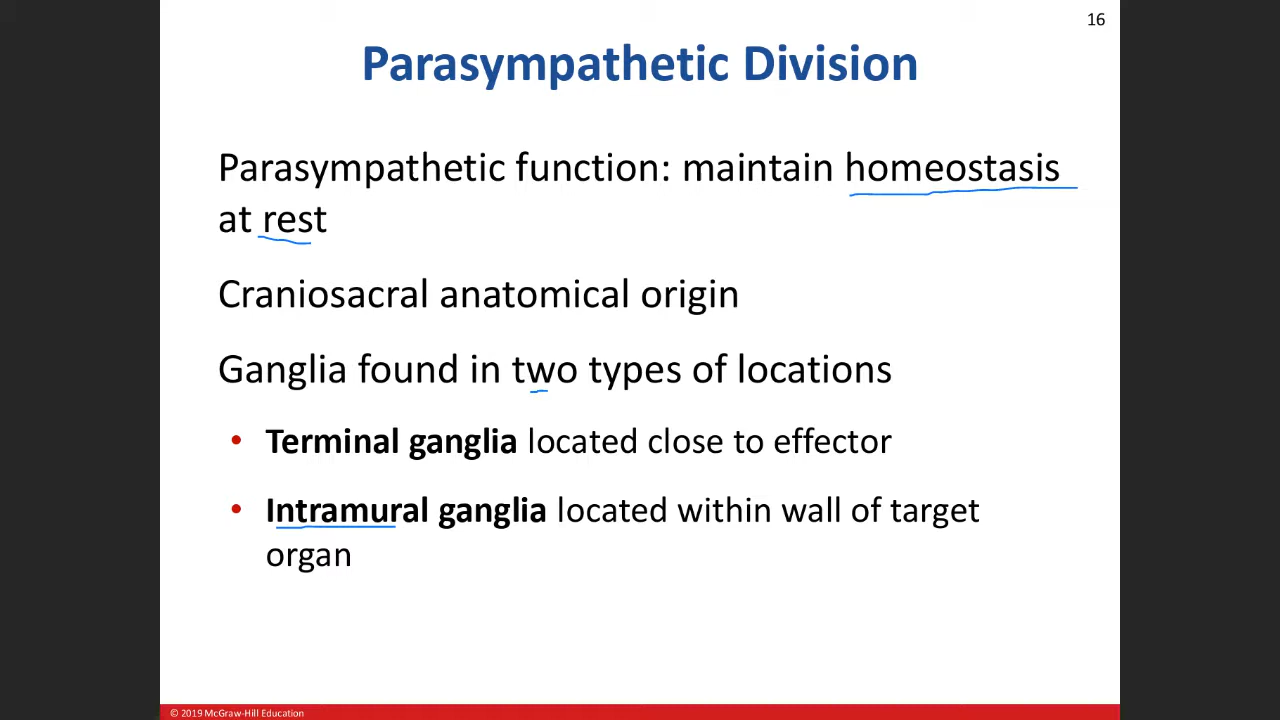 16
Parasympathetic Division
Parasympathetic function: maintain homeostasis
at rest
Craniosacral anatomical origin
Ganglia found in two types of locations
• Terminal ganglia located close to effector
• Intramural ganglia located within wall of target
organ
© 2019 McGraw-Hill Education